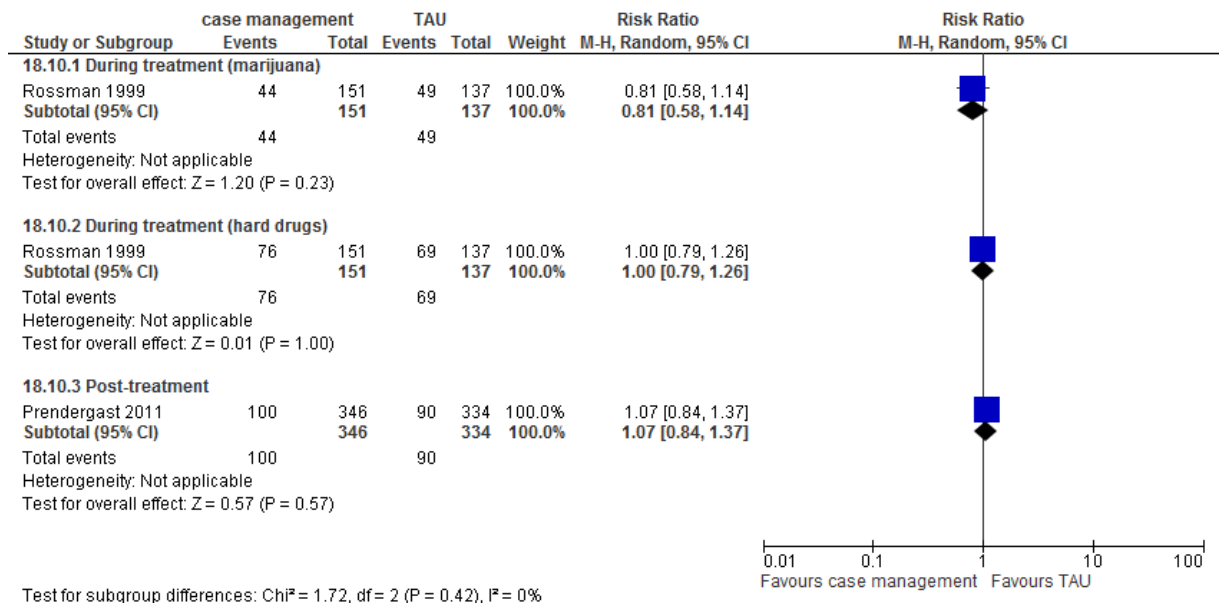 case management TAU Risk Ratio Risk Ratio
Study or Subgroup Events Total Events Total Weight M-H, Random, 95% CI M-H, Random, 95% CI
18.10.1 During treatment (marijuana)
Rossman 1999 44 151 49 137 100.0% 0.81 [0.58, 1.14]
Subtotal (95% CI) 151 137 100.0% 0.81 [0.58, 1.14]
Total events 44 49
Heterogeneity: Not applicable
Test for overall effect: Z = 1.20 (P = 0.23)
18.10.2 During treatment (hard drugs)
Rossman 1999 76 151 69 137 100.0% 1.00 [0.79, 1.26]
Subtotal (95% CI) 151 137 100.0% 1.00 [0.79, 1.26]
Total events 76 69
Heterogeneity: Not applicable
Test for overall effect: Z = 0.01 (P = 1.00)
18.10.3 Post-treatment
Prendergast 2011 100 346 90 334 100.0% 1.07 [0.84, 1.37]
Subtotal (95% CI) 346 334 100.0% 1.07 [0.84, 1.37]
Total events 100 90
Heterogeneity: Not applicable
Test for overall effect: Z = 0.57 (P = 0.57)
0.01 0.1 1 10 100
Favours case management Favours TAU
Test for subgroup differences: Chi² = 1.72, df = 2 (P = 0.42), I² = 0%